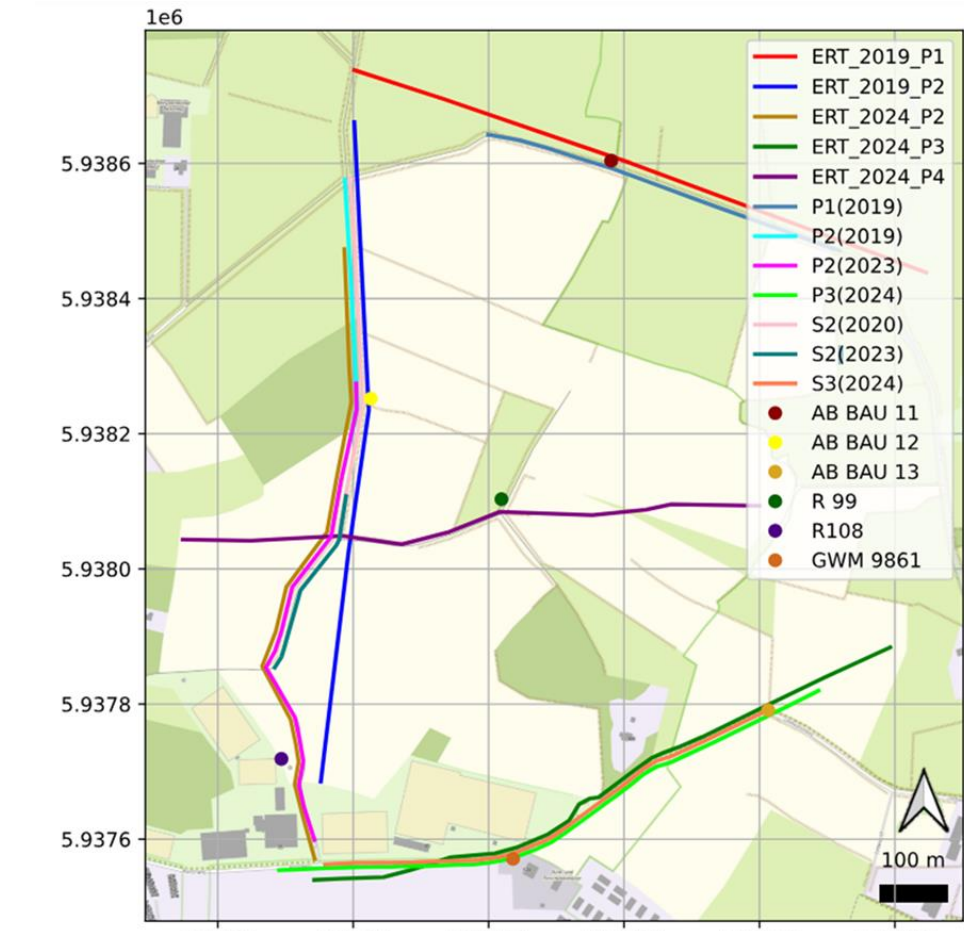 1e6
5.9386
5.9384
5.9382
5.9380
5.9378
5.9376
ERT_2019_P1
ERT_2019_P2
ERT_2024_P2
ERT_2024_P3
ERT_2024_P4
P1(2019)
P2(2019)
P2(2023)
P3(2024)
S2(2020)
S2(2023)
S3(2024)
AB BAU 11
AB BAU 12
AB BAU 13
R 99
R108
GWM 9861
100 m